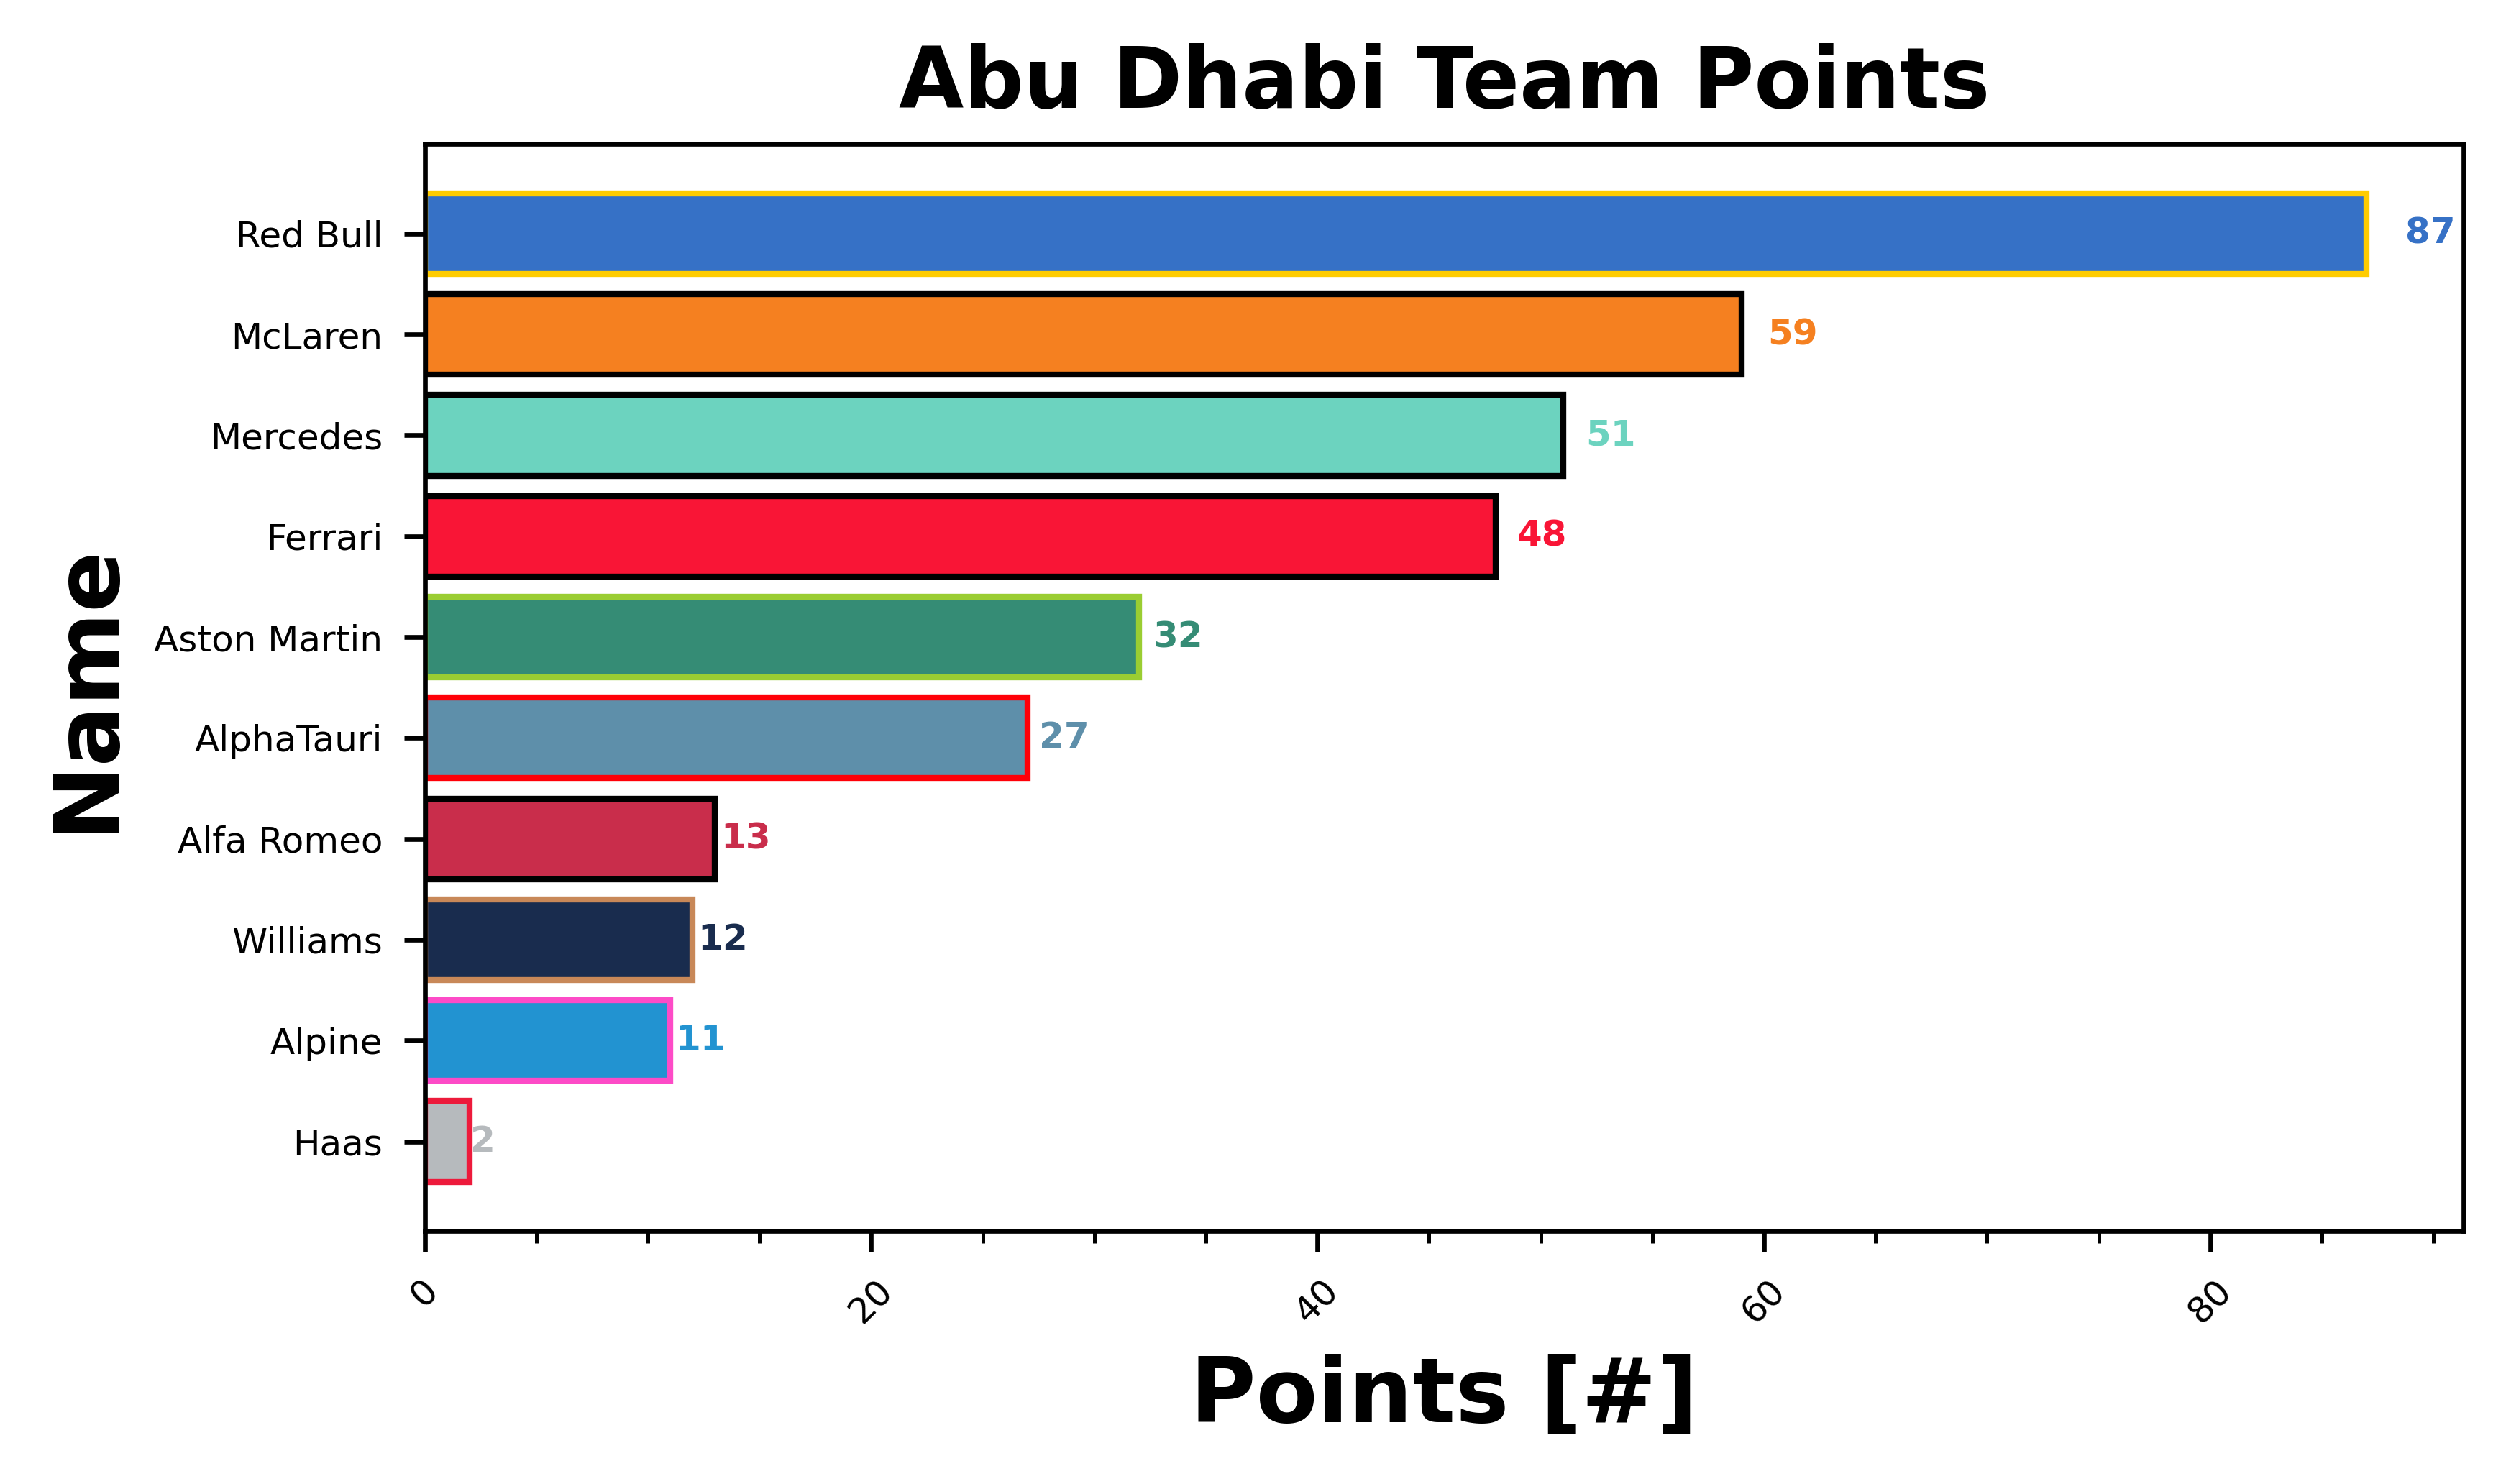 Abu Dhabi Team Points
Name
Red Bull 87
McLaren 59
Mercedes 51
Ferrari 48
Aston Martin 32
AlphaTauri 27
Alfa Romeo 13
Williams 12
Alpine 11
Haas 2
0 20 40 60 80
Points [#]